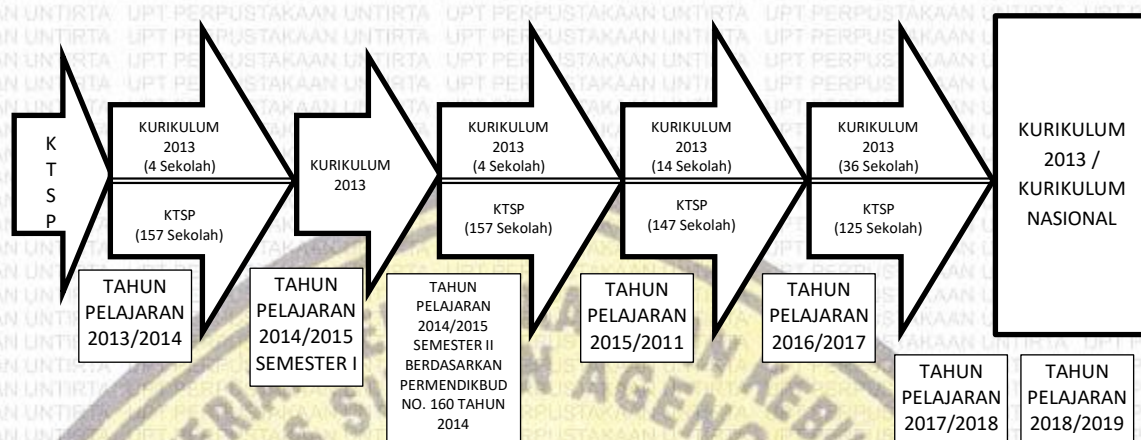 K
T
S
P
KURIKULUM
2013
(4 Sekolah)
KTSP
(157 Sekolah)
KURIKULUM
2013
KURIKULUM
2013
(4 Sekolah)
KTSP
(157 Sekolah)
KURIKULUM
2013
(14 Sekolah)
KTSP
(147 Sekolah)
KURIKULUM
2013
(36 Sekolah)
KTSP
(125 Sekolah)
KURIKULUM
2013 /
KURIKULUM
NASIONAL
TAHUN
PELAJARAN
2013/2014
TAHUN
PELAJARAN
2014/2015
SEMESTER I
TAHUN
PELAJARAN
2014/2015
SEMESTER II
BERDASARKAN
PERMENDIKBUD
NO. 160 TAHUN
2014
TAHUN
PELAJARAN
2015/2011
TAHUN
PELAJARAN
2016/2017
TAHUN
PELAJARAN
2017/2018
TAHUN
PELAJARAN
2018/2019
UPT PERPUSTAKAAN UNTIRTA